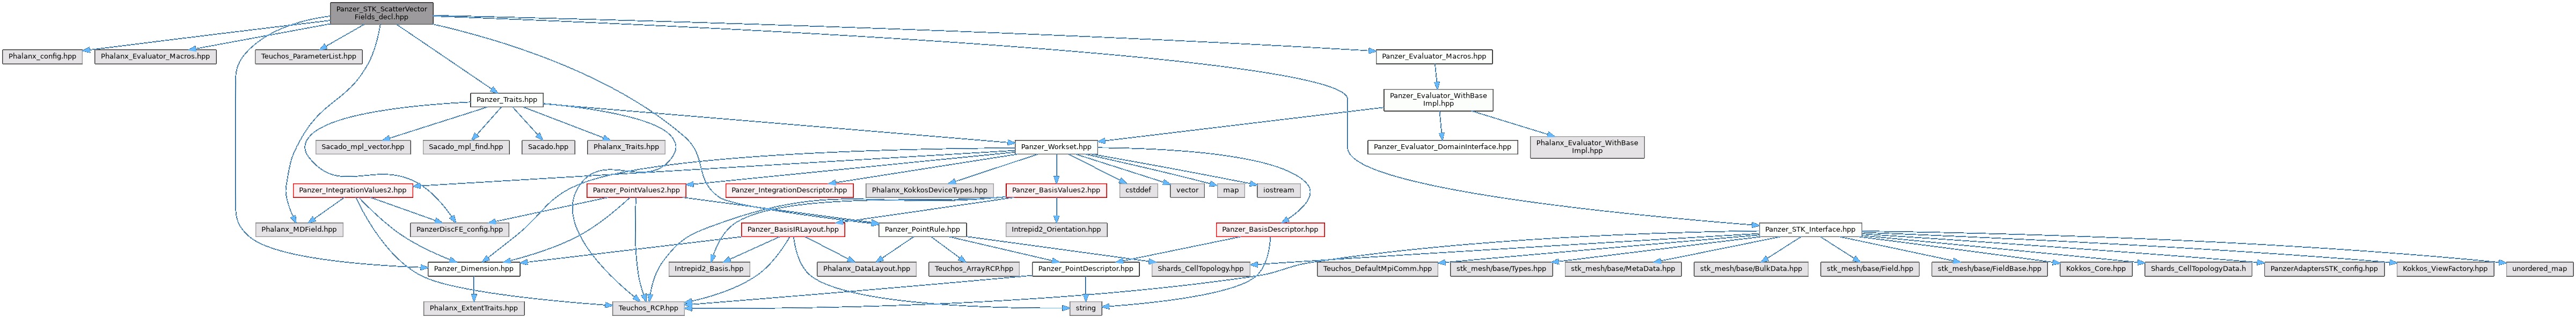 Panzer_STK_ScatterVector
Fields_decl.hpp
Phalanx_config.hpp
Phalanx_Evaluator_Macros.hpp
Teuchos_ParameterList.hpp
Panzer_Evaluator_Macros.hpp
Panzer_Traits.hpp
Panzer_Evaluator_WithBase
Impl.hpp
Sacado_mpl_vector.hpp
Sacado_mpl_find.hpp
Sacado.hpp
Phalanx_Traits.hpp
Panzer_Workset.hpp
Panzer_Evaluator_DomainInterface.hpp
Phalanx_Evaluator_WithBase
Impl.hpp
Panzer_IntegrationValues2.hpp
Panzer_PointValues2.hpp
Panzer_IntegrationDescriptor.hpp
Phalanx_KokkosDeviceTypes.hpp
Panzer_BasisValues2.hpp
cstddef
vector
map
iostream
Phalanx_MDField.hpp
PanzerDiscFE_config.hpp
Panzer_BasisIRLayout.hpp
Panzer_PointRule.hpp
Intrepid2_Orientation.hpp
Panzer_BasisDescriptor.hpp
Panzer_STK_Interface.hpp
Panzer_Dimension.hpp
Intrepid2_Basis.hpp
Phalanx_DataLayout.hpp
Teuchos_ArrayRCP.hpp
Panzer_PointDescriptor.hpp
Shards_CellTopology.hpp
Teuchos_DefaultMpiComm.hpp
stk_mesh/base/Types.hpp
stk_mesh/base/MetaData.hpp
stk_mesh/base/BulkData.hpp
stk_mesh/base/Field.hpp
stk_mesh/base/FieldBase.hpp
Kokkos_Core.hpp
Shards_CellTopologyData.h
PanzerAdaptersSTK_config.hpp
Kokkos_ViewFactory.hpp
unordered_map
Phalanx_ExtentTraits.hpp
Teuchos_RCP.hpp
string